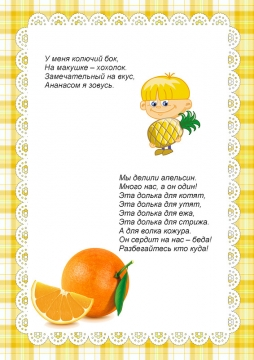 У меня колючий бок,
На макушке – хохолок.
Замечательный на вкус,
Ананасом я зовусь.
Мы делили апельсин.
Много нас, а он один!
Эта долька для котят,
Эта долька для утят,
Эта долька для ежа,
Эта долька для стрижа.
А для волка кожура.
Он сердит на нас – беда!
Разбегайтесь кто куда!